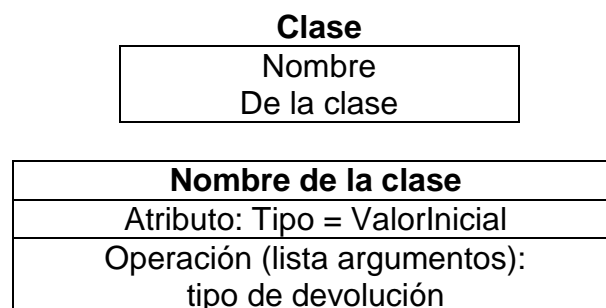 Clase
Nombre
De la clase
Nombre de la clase
Atributo: Tipo = ValorInicial
Operación (lista argumentos):
tipo de devolución